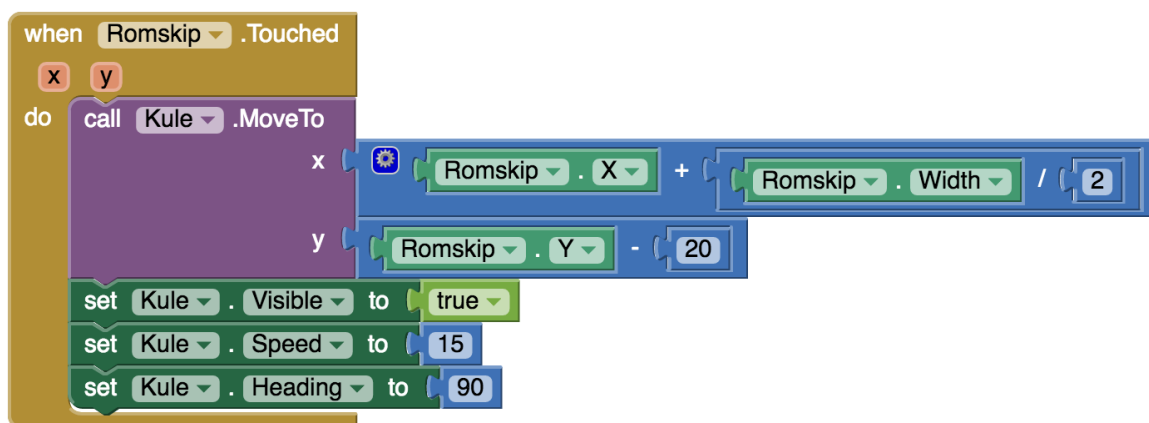 when Romskip .Touched
x y
do call Kule .MoveTo
x Romskip . X + Romskip . Width / 2
y Romskip . Y - 20
set Kule . Visible to true
set Kule . Speed to 15
set Kule . Heading to 90